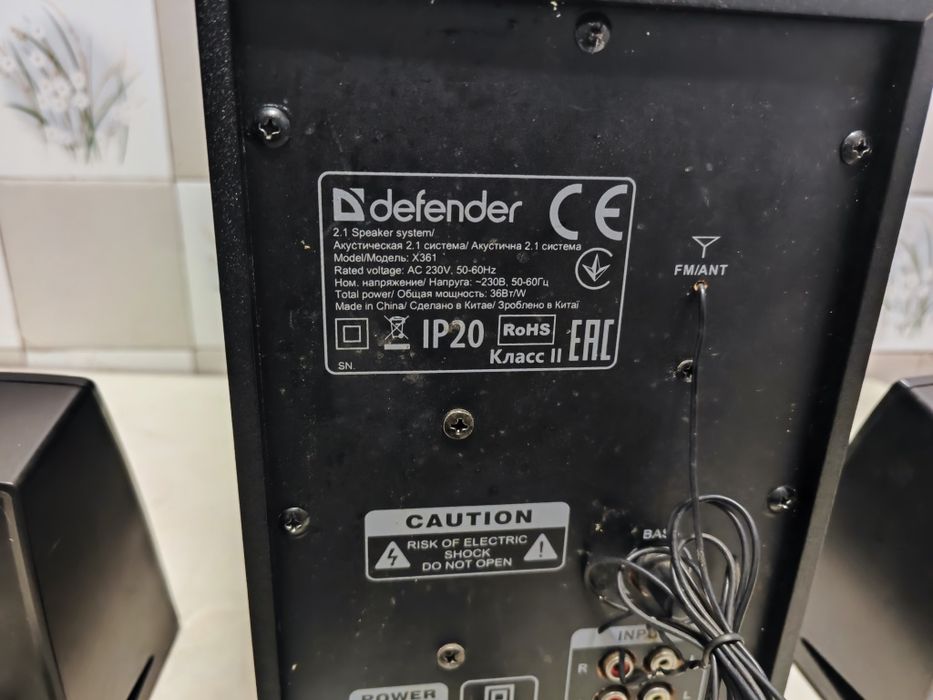 defender CE
2.1 Speaker system/
Акустическая 2.1 система/ Акустична 2.1 система
Model/Модель: X361
Rated voltage: AC 230V, 50-60Hz
Ном. напряжение/ Напруга: ~230В, 50-60Гц
Total power/ Общая мощность: 36Вт/W
Made in China/ Сделано в Китае/ Зроблено в Китаї
IP20 RoHS EAC
Класс II
SN.
FM/ANT
CAUTION
RISK OF ELECTRIC
SHOCK
DO NOT OPEN
R
L
POWER